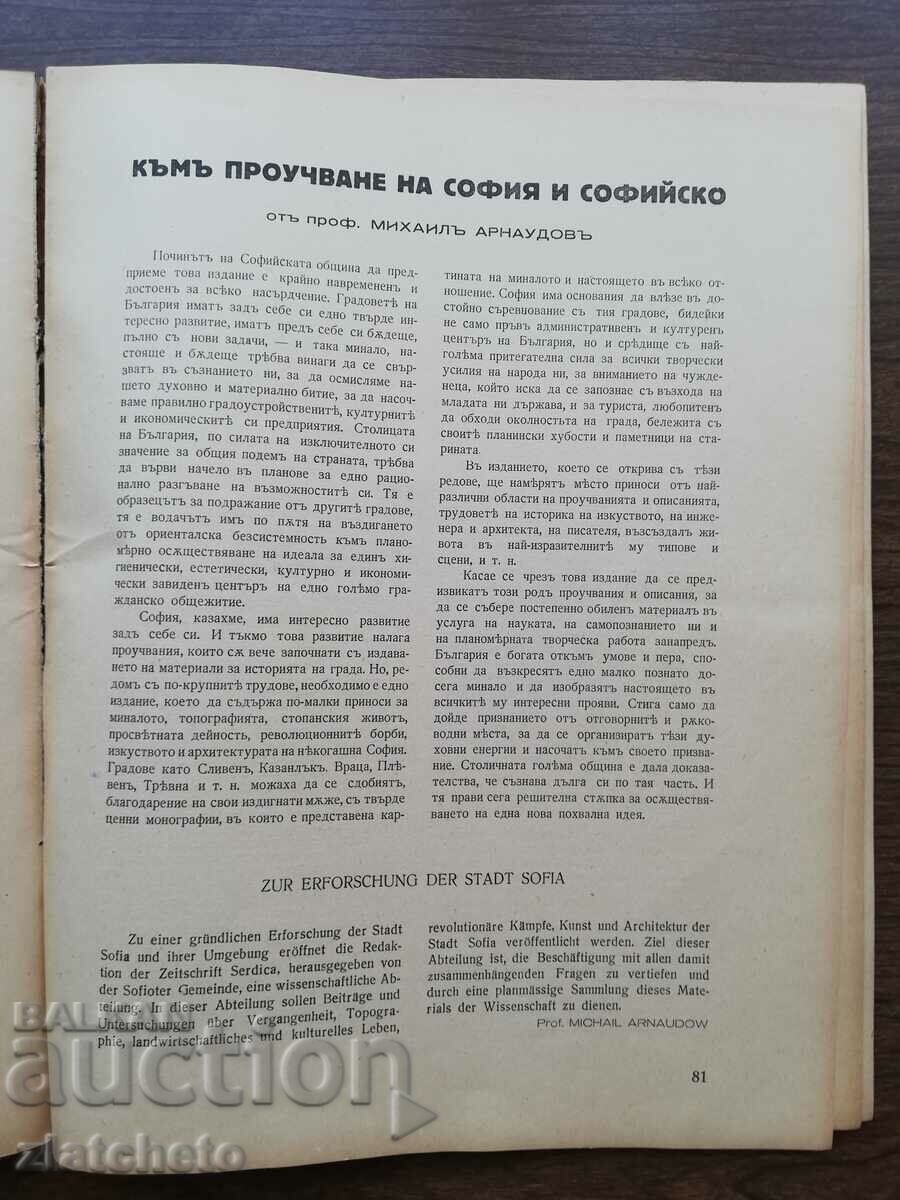 КЪМЪ ПРОУЧВАНЕ НА СОФИЯ И СОФИЙСКО
отъ проф. МИХАИЛЪ АРНАУДОВЪ
Починътъ на Софийската община да пред-
приеме това издание е крайно навремененъ и
достоенъ за всѣко насърдчение. Градоветѣ на
България иматъ задъ себе си едно твърде ин-
тересно развитие, иматъ предъ себе си бѫдеще,
пълно съ нови задачи, — и така минало, на-
стояще и бѫдеще трѣбва винаги да се свър-
zватъ въ съзнанието ни, за да осмисляме на-
шето духовно и материално битие, за да насоч-
ваме правилно градоустройственитѣ, културнитѣ
и икономическитѣ си предприятия. Столицата
на България, по силата на изключителното си
значение за общия подемъ на страната, трѣбва
да върви начело въ планове за едно рацио-
нално разгъване на възможноститѣ си. Тя е
образецътъ за подражание отъ другитѣ градове,
тя е водачътъ имъ по пѫтя на въздигането
отъ ориенталска безсистемность къмъ плано-
мѣрно осѫществяване на идеала за единъ хи-
гиенически, естетически, културно и икономи-
чески завиденъ центъръ на едно голѣмо гра-
жданско общежитие.
София, казахме, има интересно развитие
задъ себе си. И тъкмо това развитие налага
проучвания, които сѫ вече започнати съ издава-
нето на материали за историята на града. Но, ре-
домъ съ по-крупнитѣ трудове, необходимо е едно
издание, което да съдържа по-малки приноси за
миналото, топографията, стопанския животъ,
просвѣтната дейность, революционнитѣ борби,
изкуството и архитектурата на нѣкогашна София.
Градове като Сливенъ, Казанлъкъ. Враца, Плѣ-
венъ, Трѣвна и т. н. можаха да се сдобиятъ,
благодарение на свои издигнати мѫже, съ твърде
ценни монографии, въ които е представена кар-
тината на миналото и настоящето въ всѣко от-
ношение. София има основания да влѣзе въ до-
стойно съревнование съ тия градове, бидейки
не само пръвъ административенъ и културенъ
центъръ на България, но и срѣдище съ най-
голѣма притегателна сила за всички творчески
усилия на народа ни, за вниманието на чужде-
неца, който иска да се запознае съ възхода на
младата ни държава, и за туриста, любопитенъ
да обходи околностьта на града, бележита съ
своитѣ планински хубости и паметници на ста-
рината.
Въ изданието, което се открива съ тѣзи
редове, ще намѣрятъ мѣсто приноси отъ най-
различни области на проучванията и описанията,
трудоветѣ на историка на изкуството, на инже-
нера и архитекта, на писателя, възсъздалъ жи-
вота въ най-изразителнитѣ му типове и
сцени, и т. н.
Касае се чрезъ това издание да се пред-
извикатъ този родъ проучвания и описания, за
да се събере постепенно обиленъ материалъ въ
услуга на науката, на самопознанието ни и
на планомѣрната творческа работа занапредъ.
България е богата откъмъ умове и пера, спо-
собни да възкресятъ едно малко познато до-
сега минало и да изобразятъ настоящето въ
всичкитѣ му интересни прояви. Стига само да
дойде признанието отъ отговорнитѣ и рѫко-
водни мѣста, за да се организиратъ тѣзи ду-
ховни енергии и насочатъ къмъ своето призва-
ние. Столичната голѣма община е дала доказа-
телства, че съзнава дълга си по тая часть. И
тя прави сега решителна стѫпка за осѫществя-
ването на една нова похвална идея.
ZUR ERFORSCHUNG DER STADT SOFIA
Zu einer gründlichen Erforschung der Stadt
Sofia und ihrer Umgebung eröffnet die Redak-
tion der Zeitschrift Serdica, herausgegeben von
der Sofioter Gemeinde, eine wissenschaftliche Ab-
teilung. In dieser Abteilung sollen Beiträge und
Untersuchungen über Vergangenheit, Topogra-
phie, landwirtschaftliches und kulturelles Leben,
revolutionäre Kämpfe, Kunst und Architektur der
Stadt Sofia veröffentlicht werden. Ziel dieser
Abteilung ist, die Beschäftigung mit allen damit
zusammenhängenden Fragen zu vertiefen und
durch eine planmässige Sammlung dieses Mate-
rials der Wissenschaft zu dienen.
Prof. MICHAIL ARNAUDOW
81
BALKAN
auction
zlatcheto